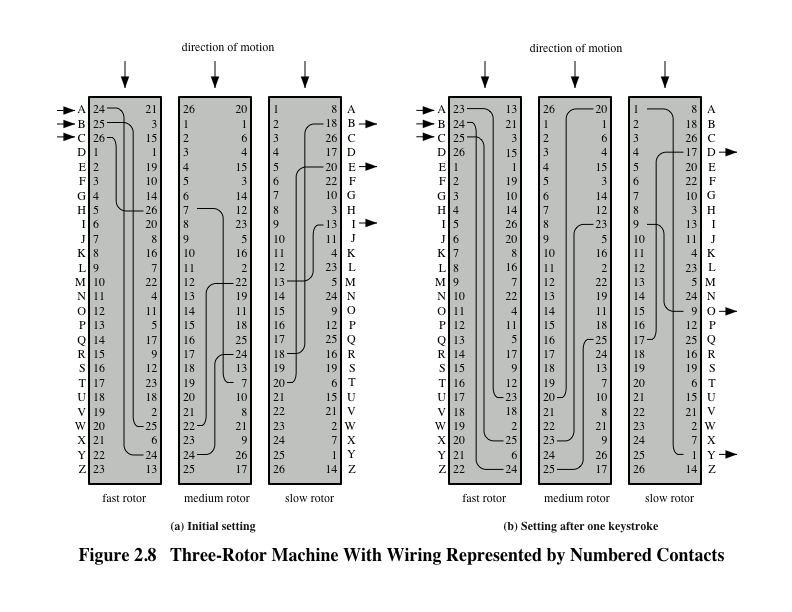 direction of motion direction of motion
A 24 21 26 20 1 8 A A 23 13 26 20 1 8 A
B 25 3 1 1 2 18 B B 24 21 1 1 2 18 B
C 26 15 2 6 3 26 C C 25 3 2 6 3 26 C
D 1 1 3 4 4 17 D D 26 15 3 4 4 17 D
E 2 19 4 15 5 20 E E 1 1 4 15 5 20 E
F 3 10 5 3 6 22 F F 2 19 5 3 6 22 F
G 4 14 6 14 7 10 G G 3 10 6 14 7 10 G
H 5 26 7 12 8 3 H H 4 14 7 12 8 3 H
I 6 20 8 23 9 13 I I 5 26 8 23 9 13 I
J 7 8 9 5 10 11 J J 6 20 9 5 10 11 J
K 8 16 10 16 11 4 K K 7 8 10 16 11 4 K
L 9 7 11 2 12 23 L L 8 16 11 2 12 23 L
M 10 22 12 22 13 5 M M 9 7 12 22 13 5 M
N 11 4 13 19 14 24 N N 10 22 13 19 14 24 N
O 12 11 14 11 15 9 O O 11 4 14 11 15 9 O
P 13 5 15 18 16 12 P P 12 11 15 18 16 12 P
Q 14 17 16 25 17 25 Q Q 13 5 16 25 17 25 Q
R 15 9 17 24 18 16 R R 14 17 17 24 18 16 R
S 16 12 18 13 19 19 S S 15 9 18 13 19 19 S
T 17 23 19 7 20 6 T T 16 12 19 7 20 6 T
U 18 18 20 10 21 15 U U 17 23 20 10 21 15 U
V 19 2 21 8 22 21 V V 18 18 21 8 22 21 V
W 20 25 22 21 23 2 W W 19 2 22 21 23 2 W
X 21 6 23 9 24 7 X X 20 25 23 9 24 7 X
Y 22 24 24 26 25 1 Y Y 21 6 24 26 25 1 Y
Z 23 13 25 17 26 14 Z Z 22 24 25 17 26 14 Z
fast rotor medium rotor slow rotor fast rotor medium rotor slow rotor
(a) Initial setting (b) Setting after one keystroke
Figure 2.8 Three-Rotor Machine With Wiring Represented by Numbered Contacts